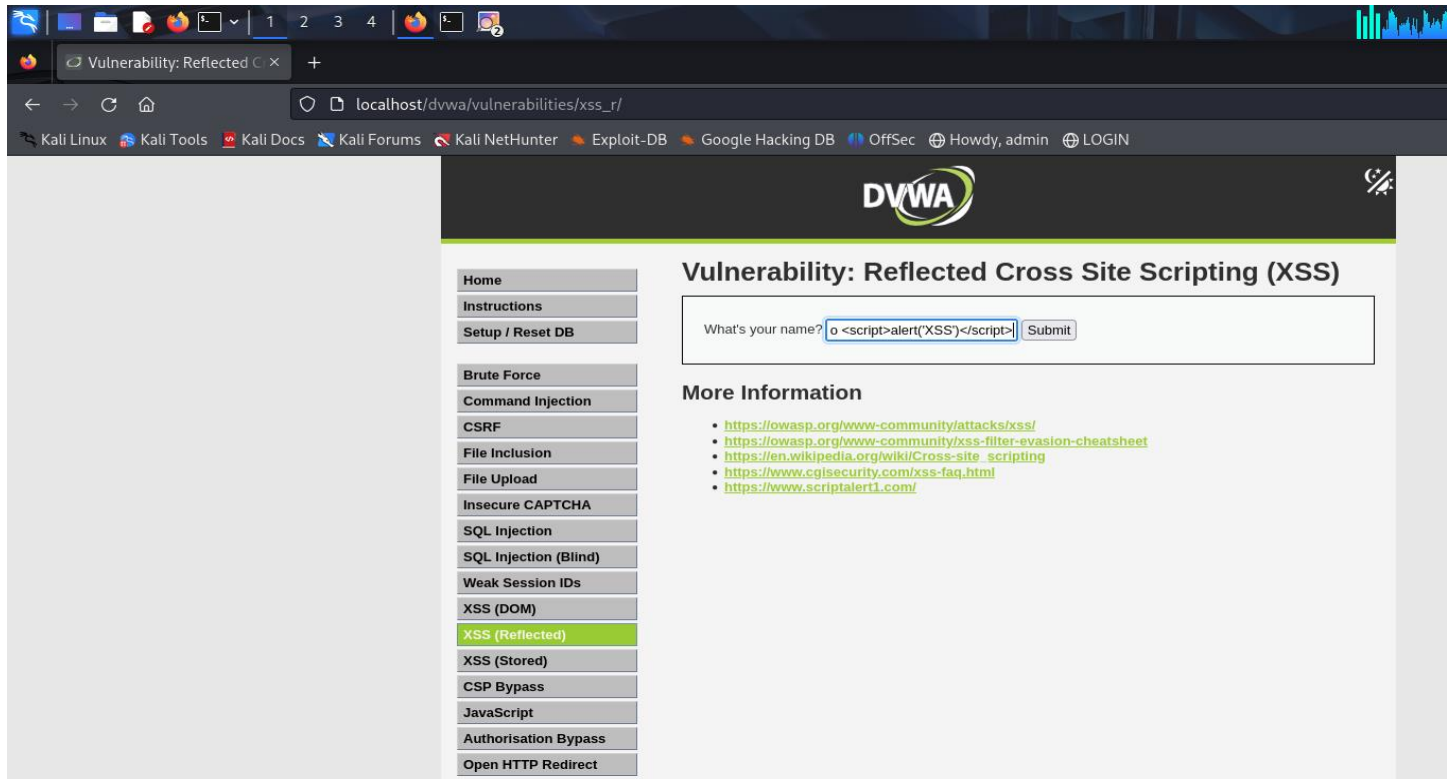 1 2 3 4
2
Vulnerability: Reflected C
localhost/dvwa/vulnerabilities/xss_r/
Kali Linux Kali Tools Kali Docs Kali Forums Kali NetHunter Exploit-DB Google Hacking DB OffSec Howdy, admin LOGIN
DVWA
Home
Instructions
Setup / Reset DB
Brute Force
Command Injection
CSRF
File Inclusion
File Upload
Insecure CAPTCHA
SQL Injection
SQL Injection (Blind)
Weak Session IDs
XSS (DOM)
XSS (Reflected)
XSS (Stored)
CSP Bypass
JavaScript
Authorisation Bypass
Open HTTP Redirect
Vulnerability: Reflected Cross Site Scripting (XSS)
What's your name? o <script>alert('XSS')</script> Submit
More Information
https://owasp.org/www-community/attacks/xss/
https://owasp.org/www-community/xss-filter-evasion-cheatsheet
https://en.wikipedia.org/wiki/Cross-site_scripting
https://www.cgisecurity.com/xss-faq.html
https://www.scriptalert1.com/